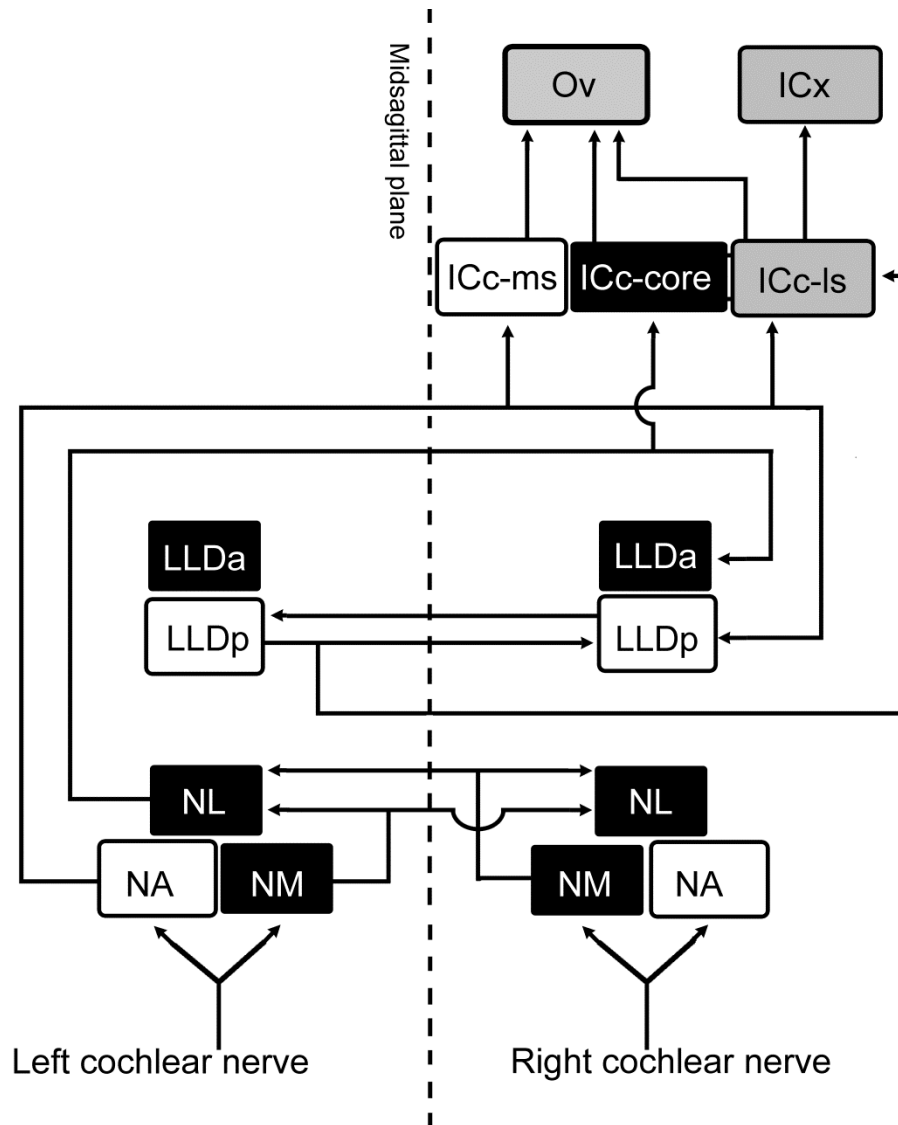 Midsagittal plane
Ov
ICx
ICc-ms
ICc-core
ICc-ls
LLDa
LLDa
LLDp
LLDp
NL
NL
NA
NM
NM
NA
Left cochlear nerve
Right cochlear nerve